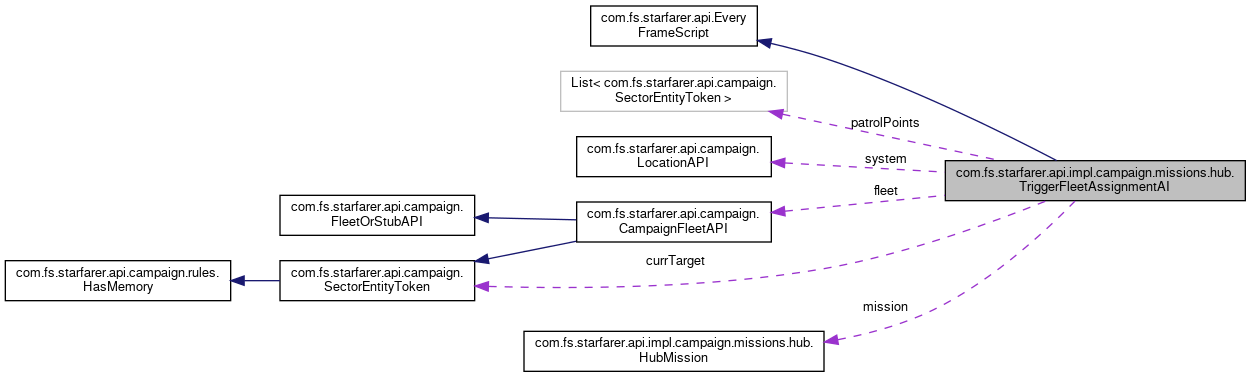 com.fs.starfarer.api.Every
FrameScript
List< com.fs.starfarer.api.campaign.
SectorEntityToken >
patrolPoints
com.fs.starfarer.api.campaign.
LocationAPI
system
com.fs.starfarer.api.impl.campaign.missions.hub.
TriggerFleetAssignmentAI
fleet
com.fs.starfarer.api.campaign.
FleetOrStubAPI
com.fs.starfarer.api.campaign.
CampaignFleetAPI
currTarget
com.fs.starfarer.api.campaign.rules.
HasMemory
com.fs.starfarer.api.campaign.
SectorEntityToken
mission
com.fs.starfarer.api.impl.campaign.missions.hub.
HubMission